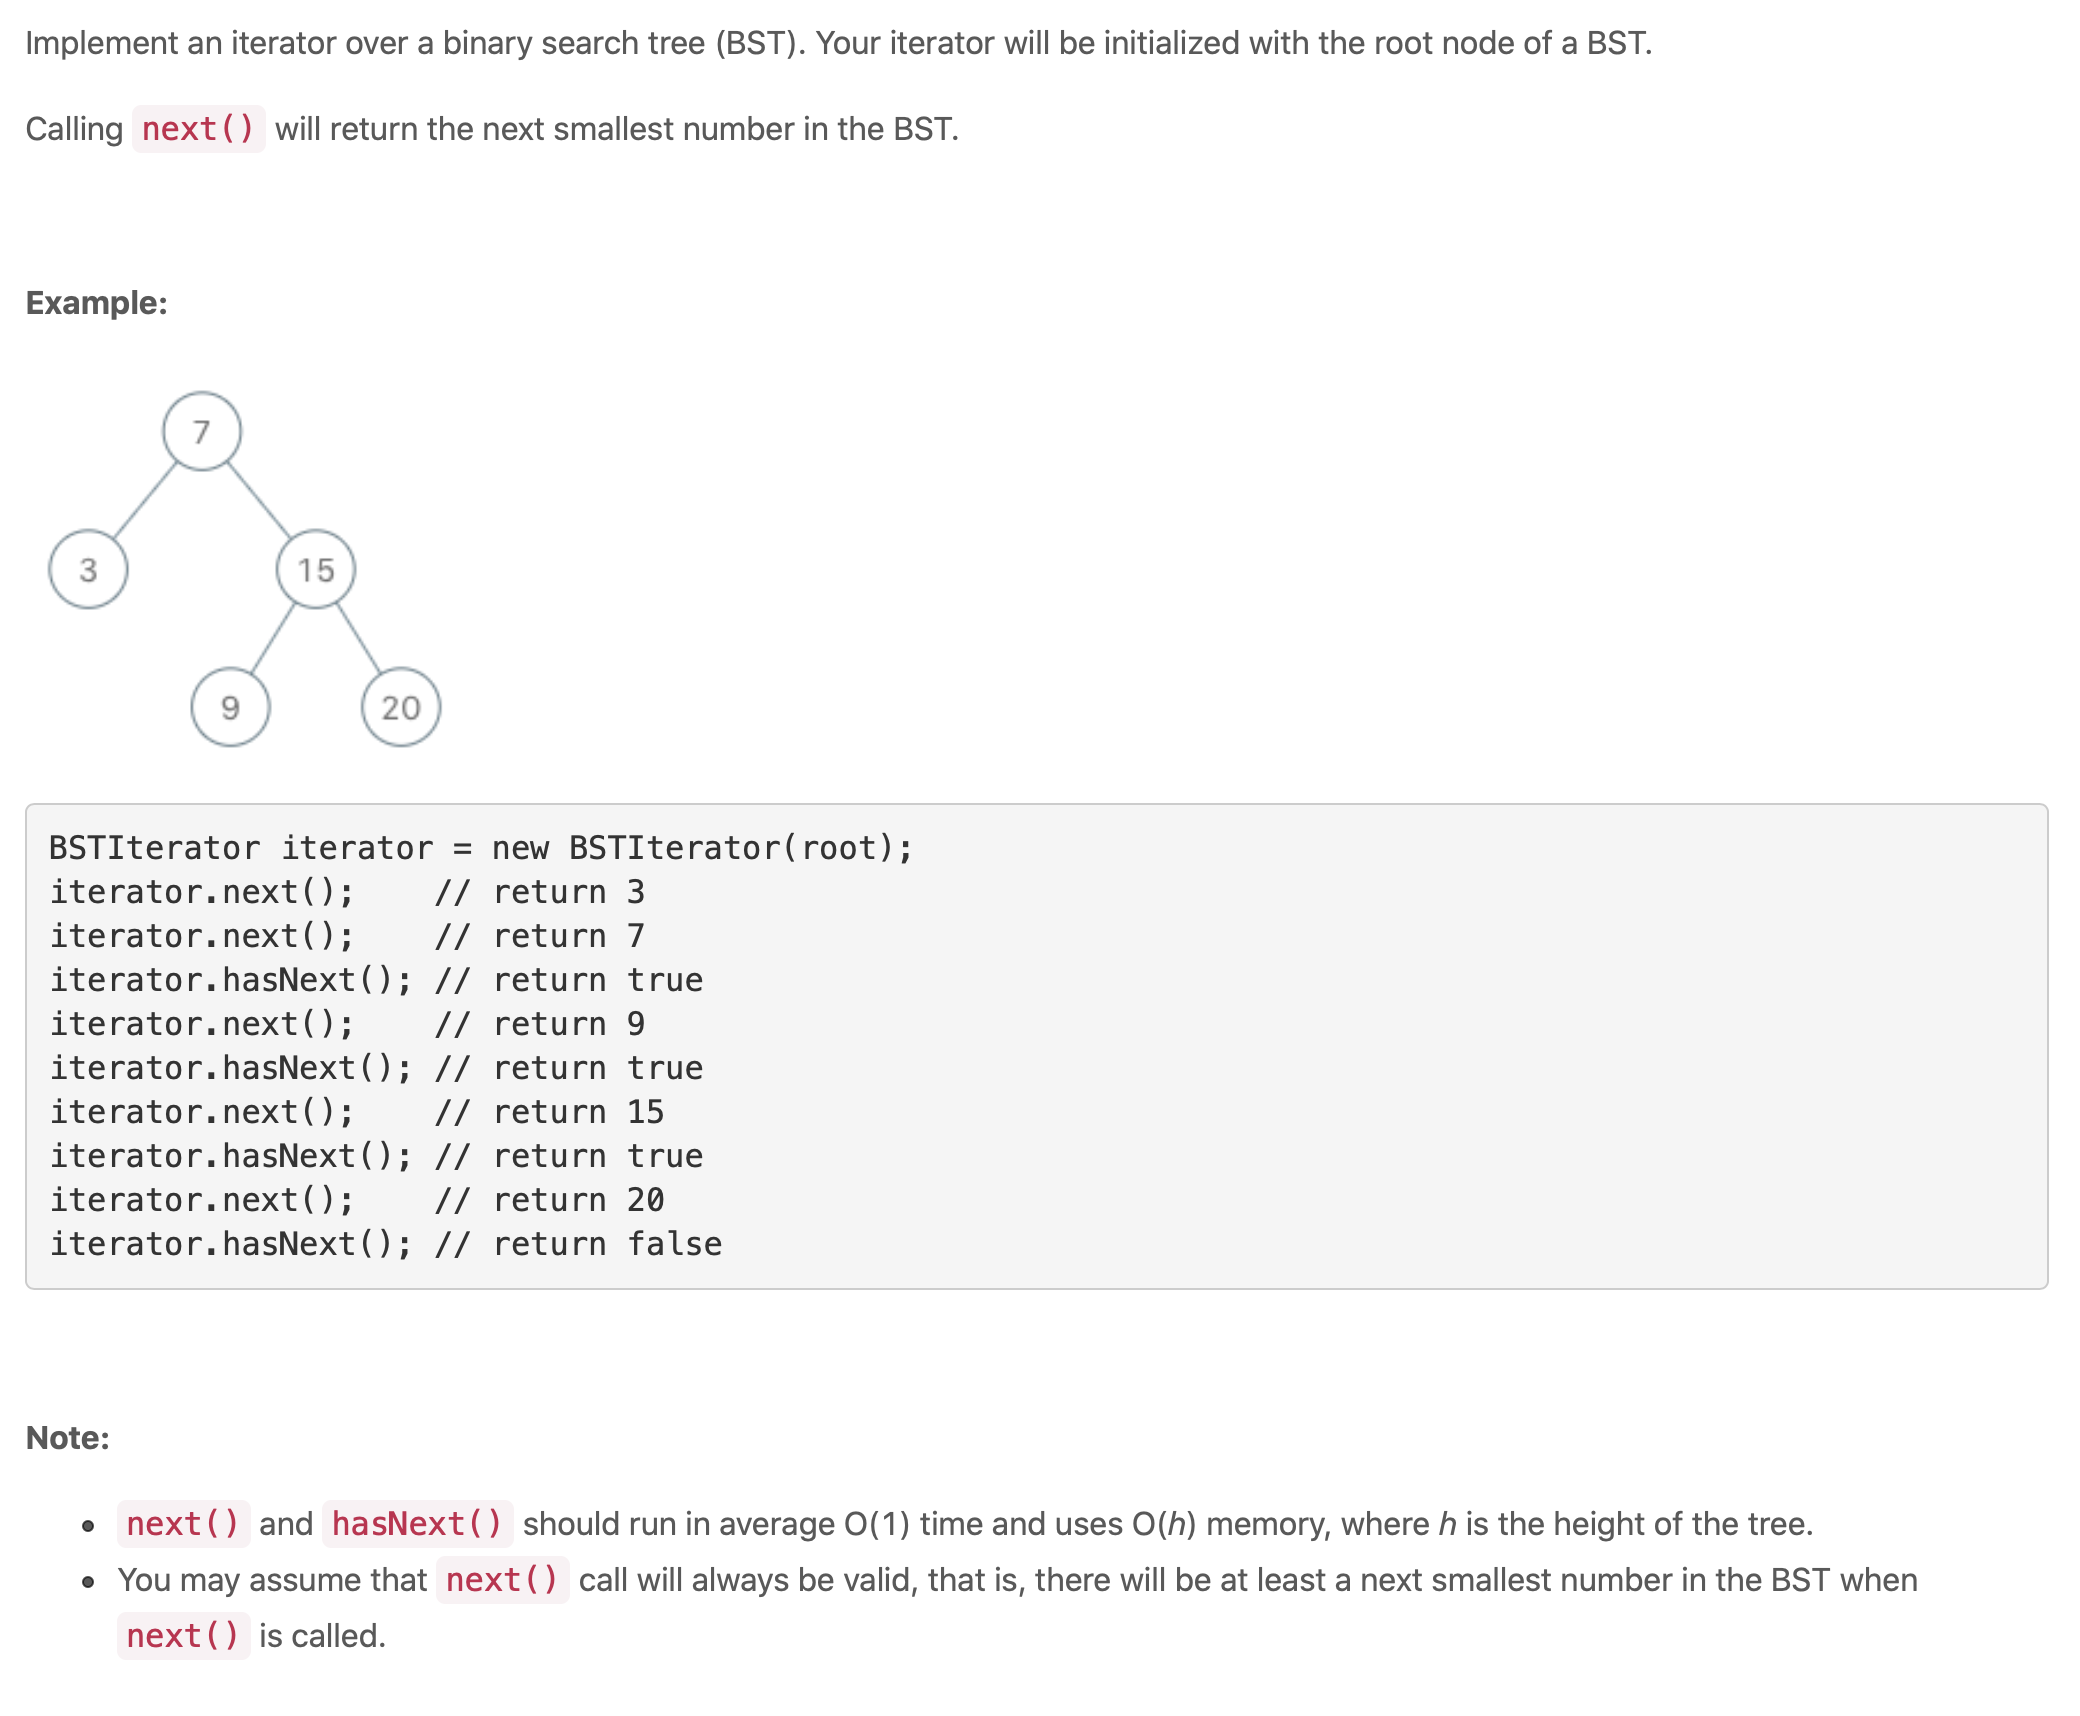 Implement an iterator over a binary search tree (BST). Your iterator will be initialized with the root node of a BST.
Calling next() will return the next smallest number in the BST.
Example:
7
3
15
9
20
BSTIterator iterator = new BSTIterator(root);
iterator.next();    // return 3
iterator.next();    // return 7
iterator.hasNext(); // return true
iterator.next();    // return 9
iterator.hasNext(); // return true
iterator.next();    // return 15
iterator.hasNext(); // return true
iterator.next();    // return 20
iterator.hasNext(); // return false
Note:
• next() and hasNext() should run in average O(1) time and uses O(h) memory, where h is the height of the tree.
• You may assume that next() call will always be valid, that is, there will be at least a next smallest number in the BST when
next() is called.